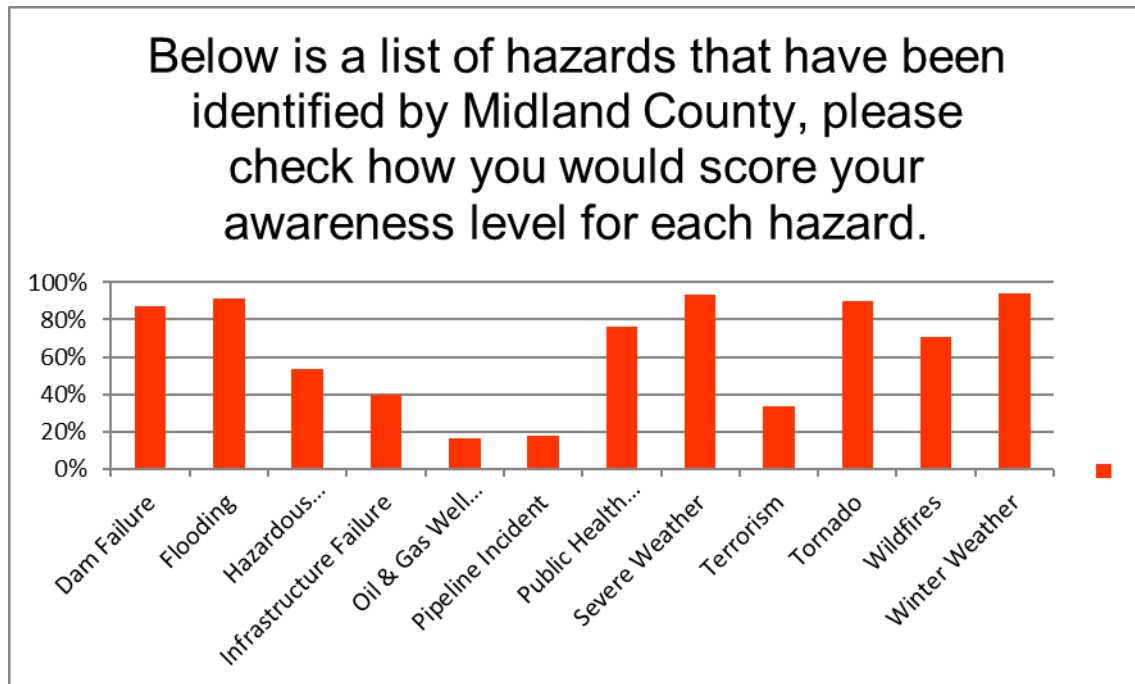 Below is a list of hazards that have been
identified by Midland County, please
check how you would score your
awareness level for each hazard.
100%
80%
60%
40%
20%
0%
Dam Failure
Flooding
Hazardous...
Infrastructure Failure
Oil & Gas Well...
Pipeline Incident
Public Health...
Severe Weather
Terrorism
Tornado
Wildfires
Winter Weather